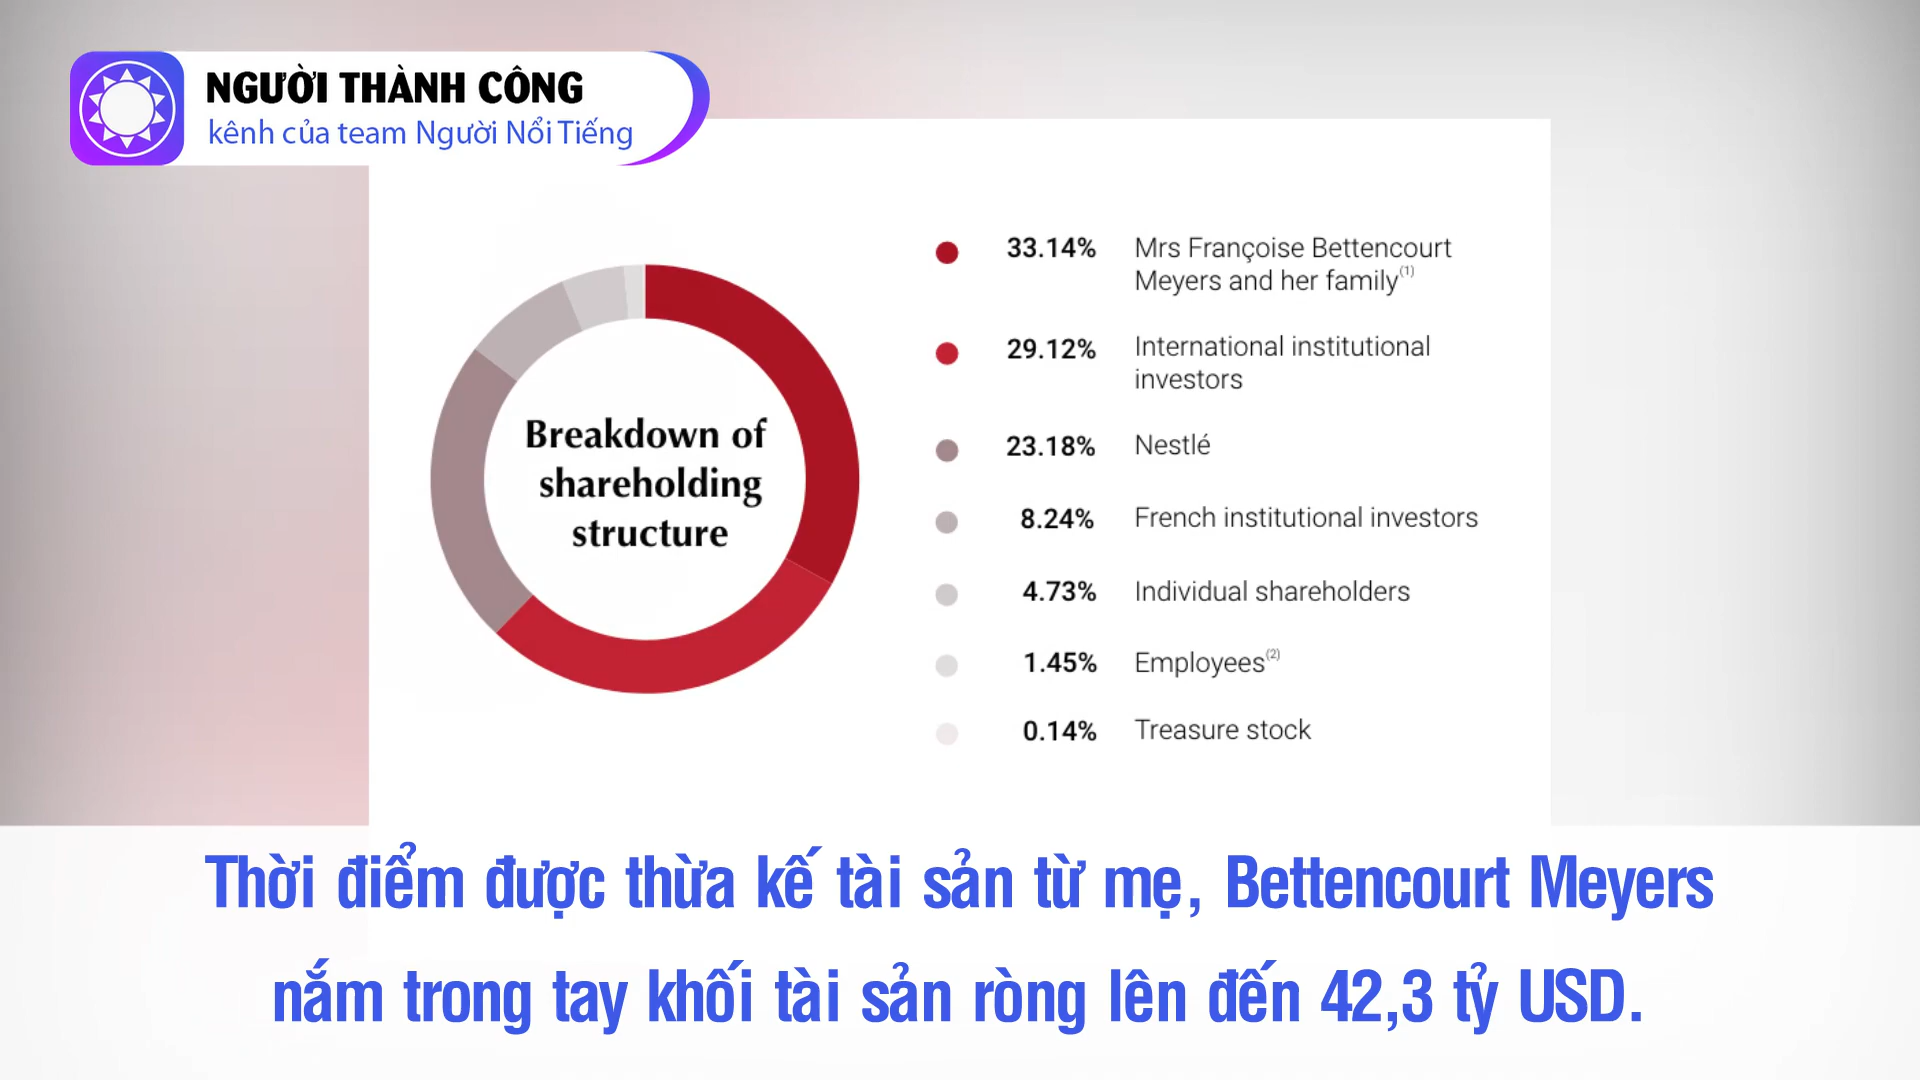 NGƯỜI THÀNH CÔNG
kênh của team Người Nổi Tiếng
Breakdown of
shareholding
structure
33.14% Mrs Françoise Bettencourt
Meyers and her family(1)
29.12% International institutional
investors
23.18% Nestlé
8.24% French institutional investors
4.73% Individual shareholders
1.45% Employees(2)
0.14% Treasure stock
Thời điểm được thừa kế tài sản từ mẹ, Bettencourt Meyers
nắm trong tay khối tài sản ròng lên đến 42,3 tỷ USD.